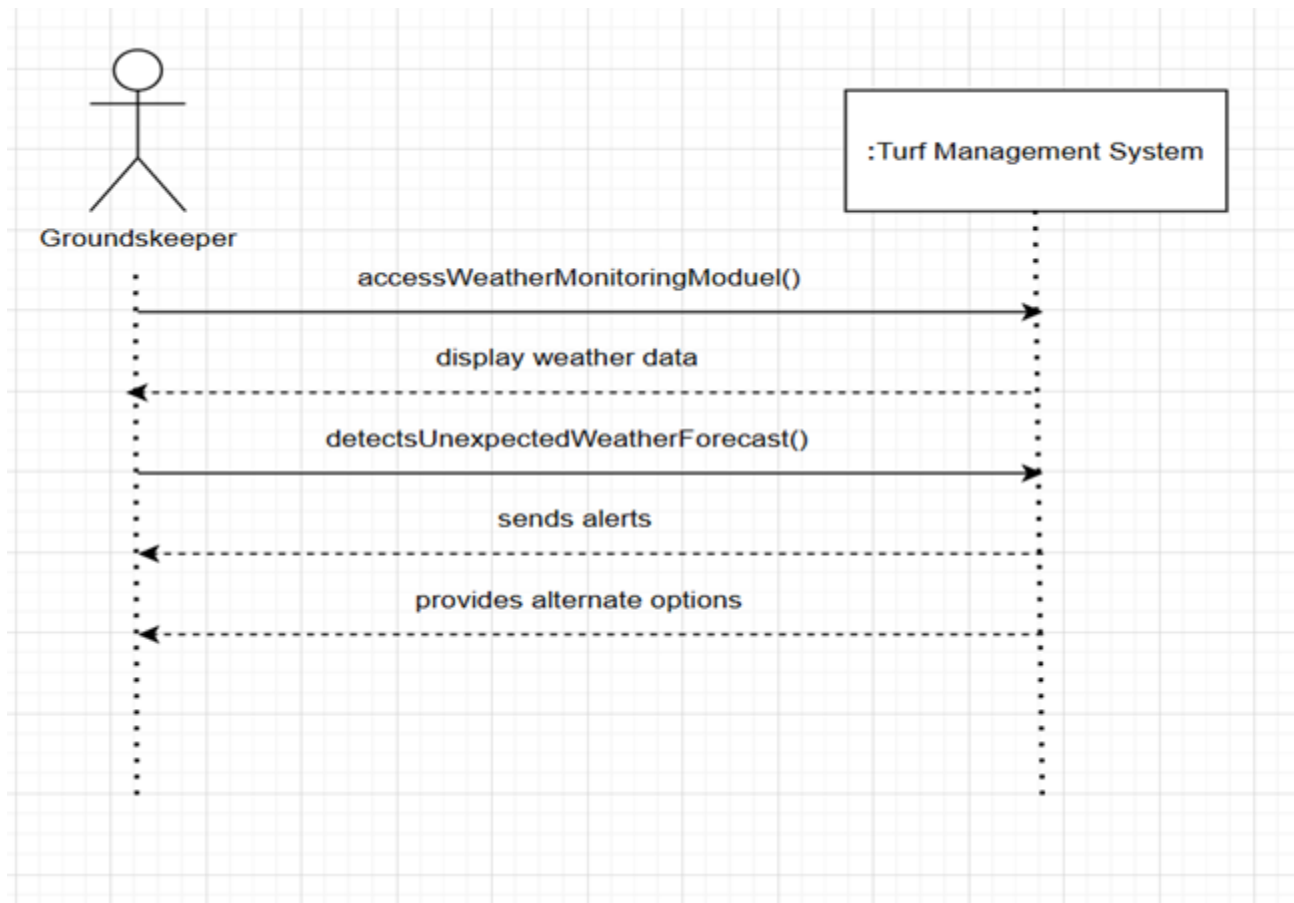 :Turf Management System
Groundskeeper
accessWeatherMonitoringModuel()
display weather data
detectsUnexpectedWeatherForecast()
sends alerts
provides alternate options